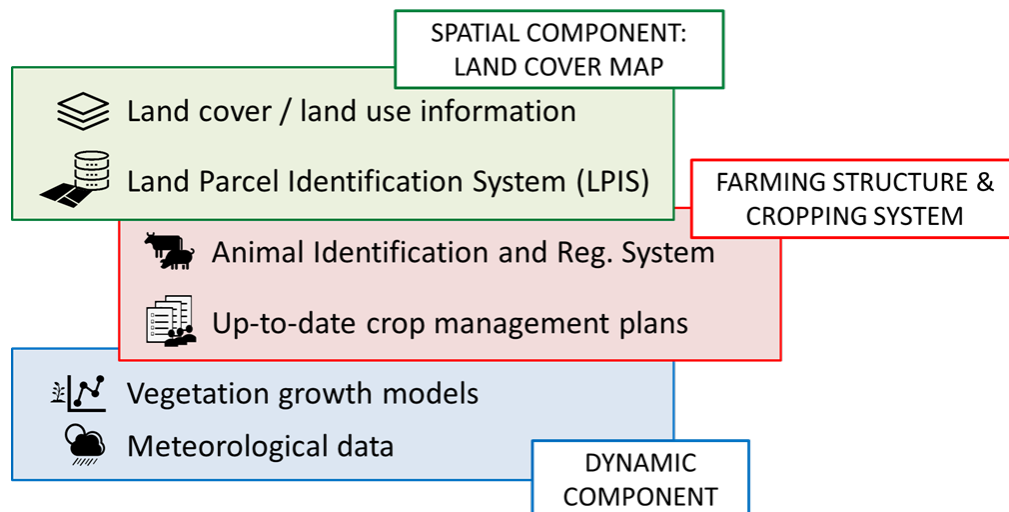 SPATIAL COMPONENT:
LAND COVER MAP
Land cover / land use information
Land Parcel Identification System (LPIS)
FARMING STRUCTURE &
CROPPING SYSTEM
Animal Identification and Reg. System
Up-to-date crop management plans
Vegetation growth models
Meteorological data
DYNAMIC
COMPONENT